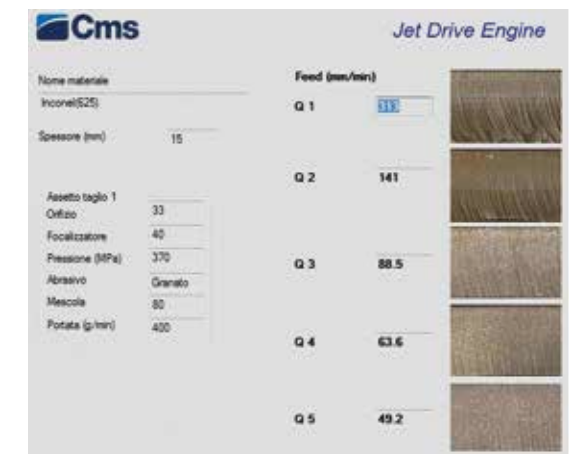 Cms
Jet Drive Engine
Nome materiale
Inconel(625)
Spessore (mm) 15
Assetto taglio 1
Orifizio 33
Focalizzatore 40
Pressione (MPa) 370
Abrasivo Granato
Mescola 80
Portata (g/min) 400
Feed (mm/min)
Q 1 313
Q 2 141
Q 3 88.5
Q 4 63.6
Q 5 49.2